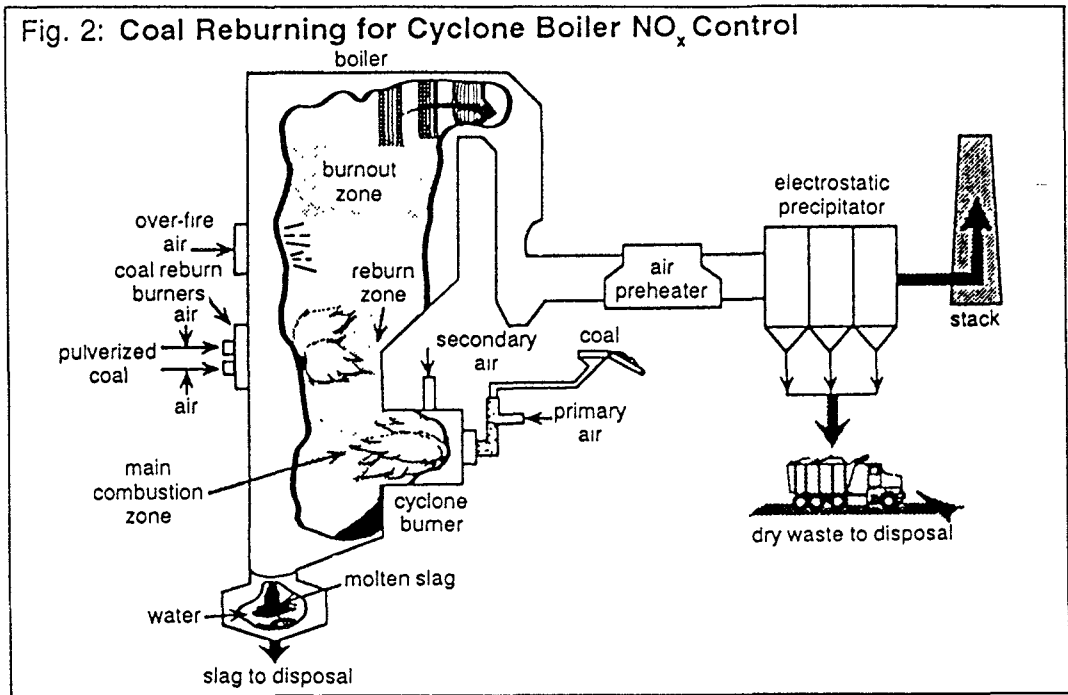 Fig. 2: Coal Reburning for Cyclone Boiler NOx Control
boiler
burnout
zone
over-fire
air
coal reburn
burners
air
pulverized
coal
air
reburn
zone
secondary
air
coal
primary
air
main
combustion
zone
cyclone
burner
molten slag
water
slag to disposal
air
preheater
electrostatic
precipitator
stack
dry waste to disposal